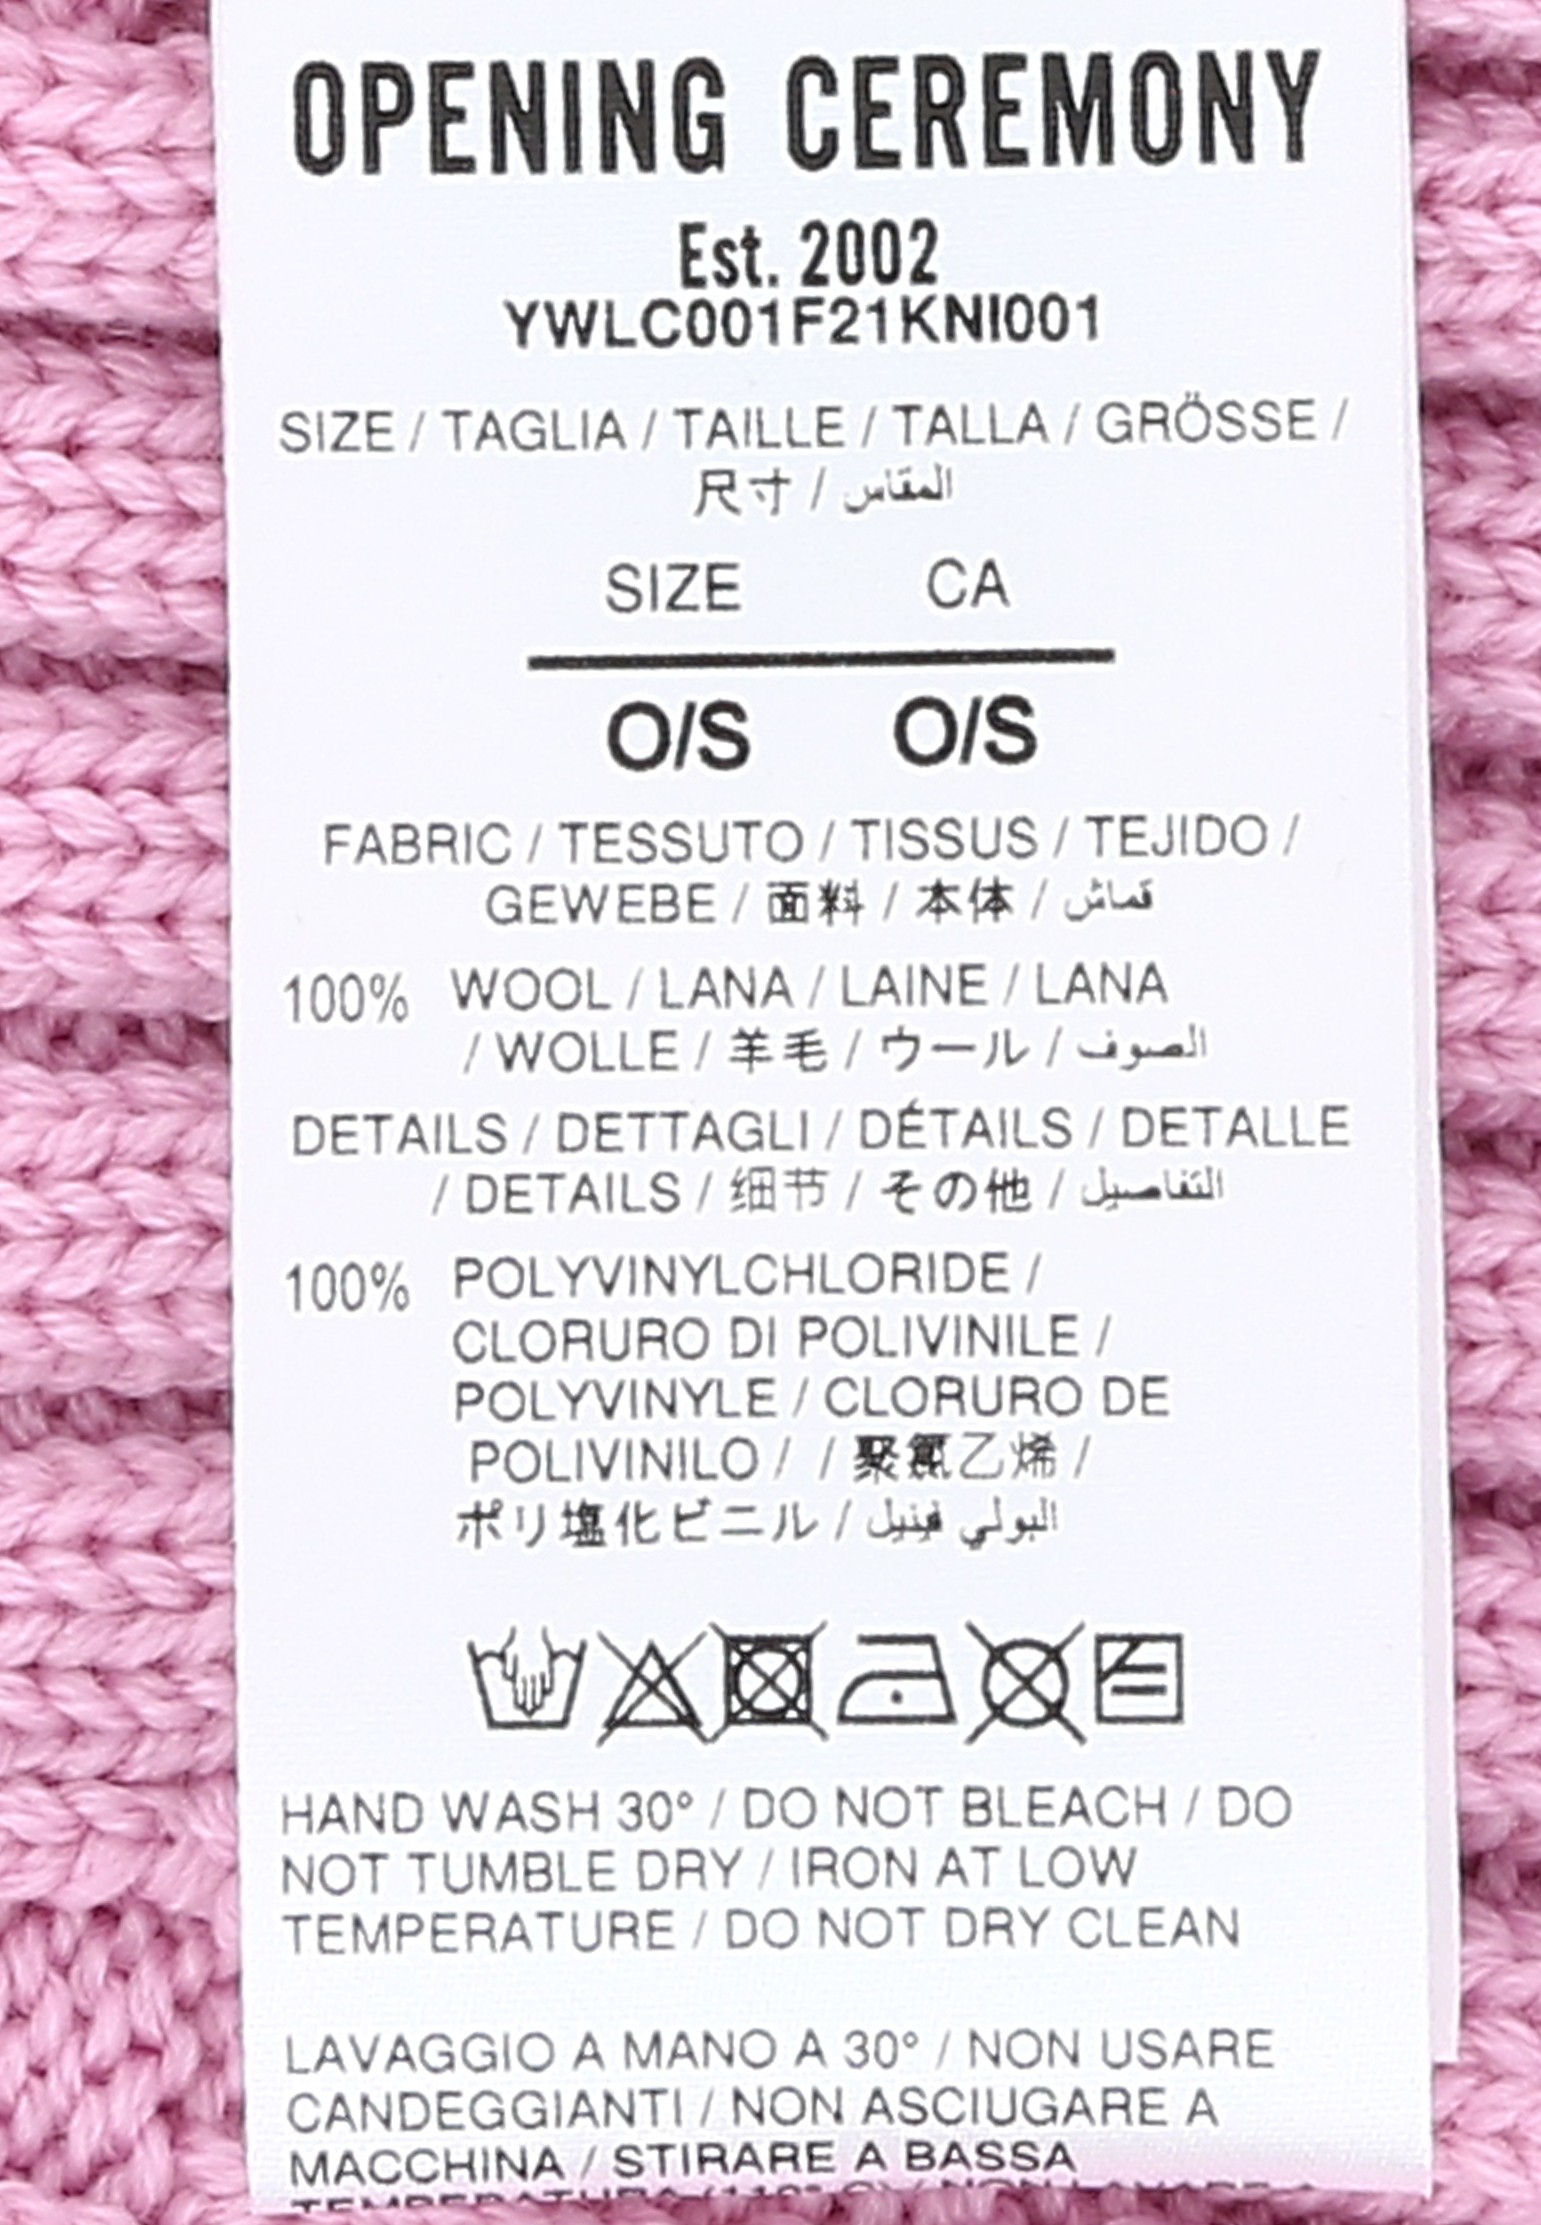 OPENING CEREMONY
Est. 2002
YWLC001F21KNI001
SIZE / TAGLIA / TAILLE / TALLA / GRÖSSE /
尺寸 / المقاس
SIZE CA
O/S O/S
FABRIC / TESSUTO / TISSUS / TEJIDO /
GEWEBE / 面料 / 本体 / قماش
100% WOOL / LANA / LAINE / LANA
/ WOLLE / 羊毛 / ウール / الصوف
DETAILS / DETTAGLI / DÉTAILS / DETALLE
/ DETAILS / 细节 / その他 / التفاصيل
100% POLYVINYLCHLORIDE /
CLORURO DI POLIVINILE /
POLYVINYLE / CLORURO DE
POLIVINILO / / 聚氯乙烯 /
ポリ塩化ビニル / البولي فينيل
HAND WASH 30° / DO NOT BLEACH / DO
NOT TUMBLE DRY / IRON AT LOW
TEMPERATURE / DO NOT DRY CLEAN
LAVAGGIO A MANO A 30° / NON USARE
CANDEGGIANTI / NON ASCIUGARE A
MACCHINA / STIRARE A BASSA
TEMPERATURA